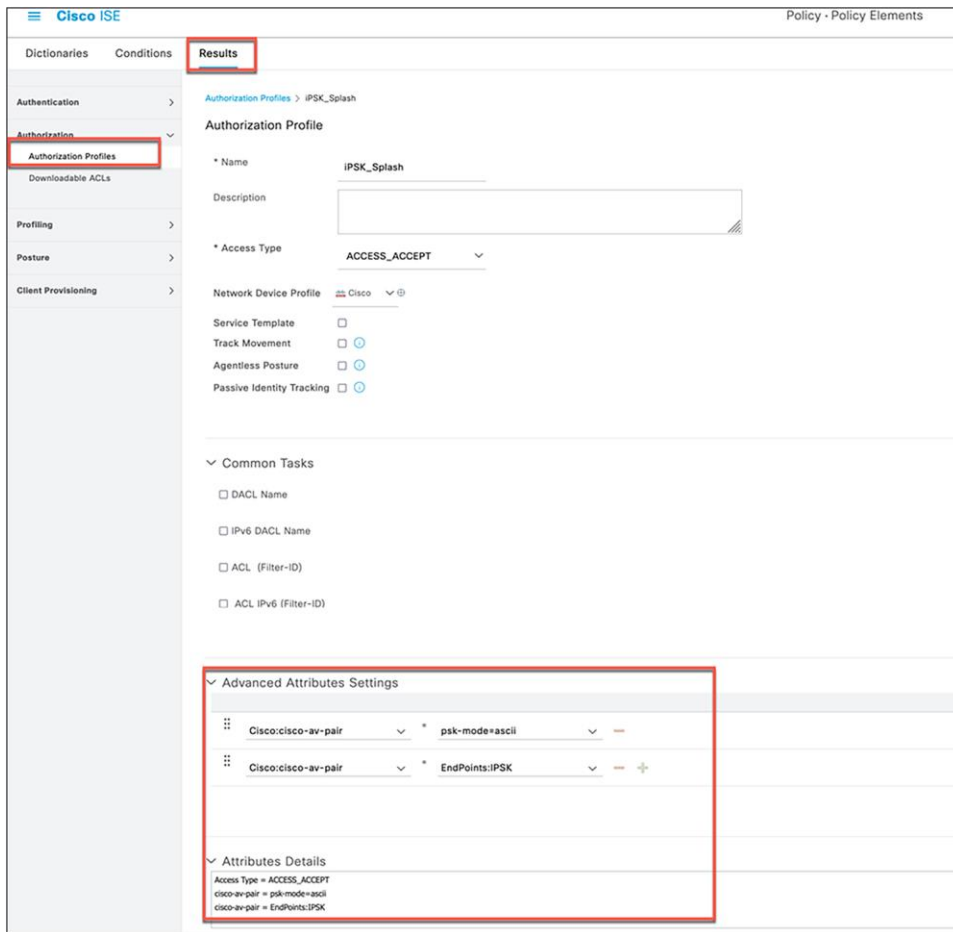 Cisco ISE
Policy · Policy Elements
Dictionaries Conditions Results
Authentication
Authorization
Authorization Profiles
Downloadable ACLs
Profiling
Posture
Client Provisioning
Authorization Profiles > iPSK_Splash
Authorization Profile
* Name iPSK_Splash
Description
* Access Type ACCESS_ACCEPT
Network Device Profile Cisco
Service Template
Track Movement
Agentless Posture
Passive Identity Tracking
Common Tasks
DACL Name
IPv6 DACL Name
ACL (Filter-ID)
ACL IPv6 (Filter-ID)
Advanced Attributes Settings
Cisco:cisco-av-pair = psk-mode=ascii
Cisco:cisco-av-pair = EndPoints:IPSK
Attributes Details
Access Type = ACCESS_ACCEPT
cisco-av-pair = psk-mode=ascii
cisco-av-pair = EndPoints:IPSK